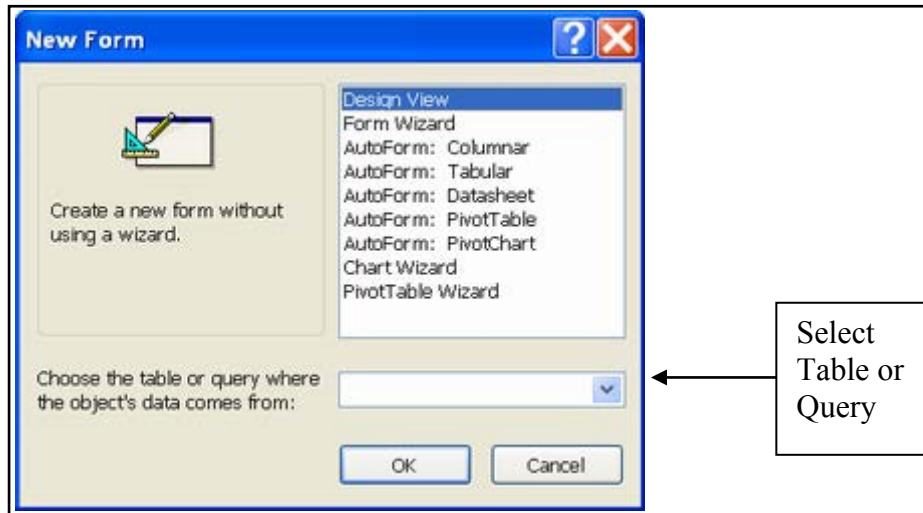 New Form
Create a new form without
using a wizard.
Design View
Form Wizard
AutoForm: Columnar
AutoForm: Tabular
AutoForm: Datasheet
AutoForm: PivotTable
AutoForm: PivotChart
Chart Wizard
PivotTable Wizard
Choose the table or query where
the object's data comes from:
Select
Table or
Query
OK
Cancel